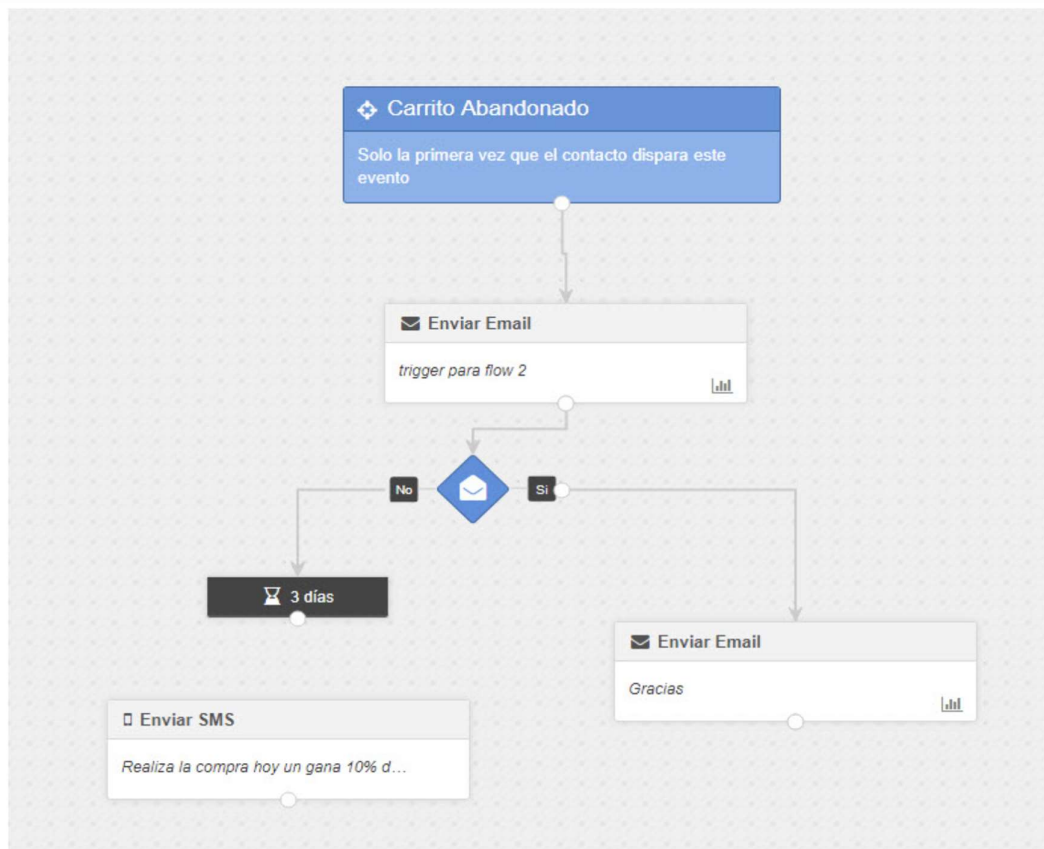 Carrito Abandonado
Solo la primera vez que el contacto dispara este
evento
Enviar Email
trigger para flow 2
No
Si
3 días
Enviar Email
Gracias
Enviar SMS
Realiza la compra hoy un gana 10% d...